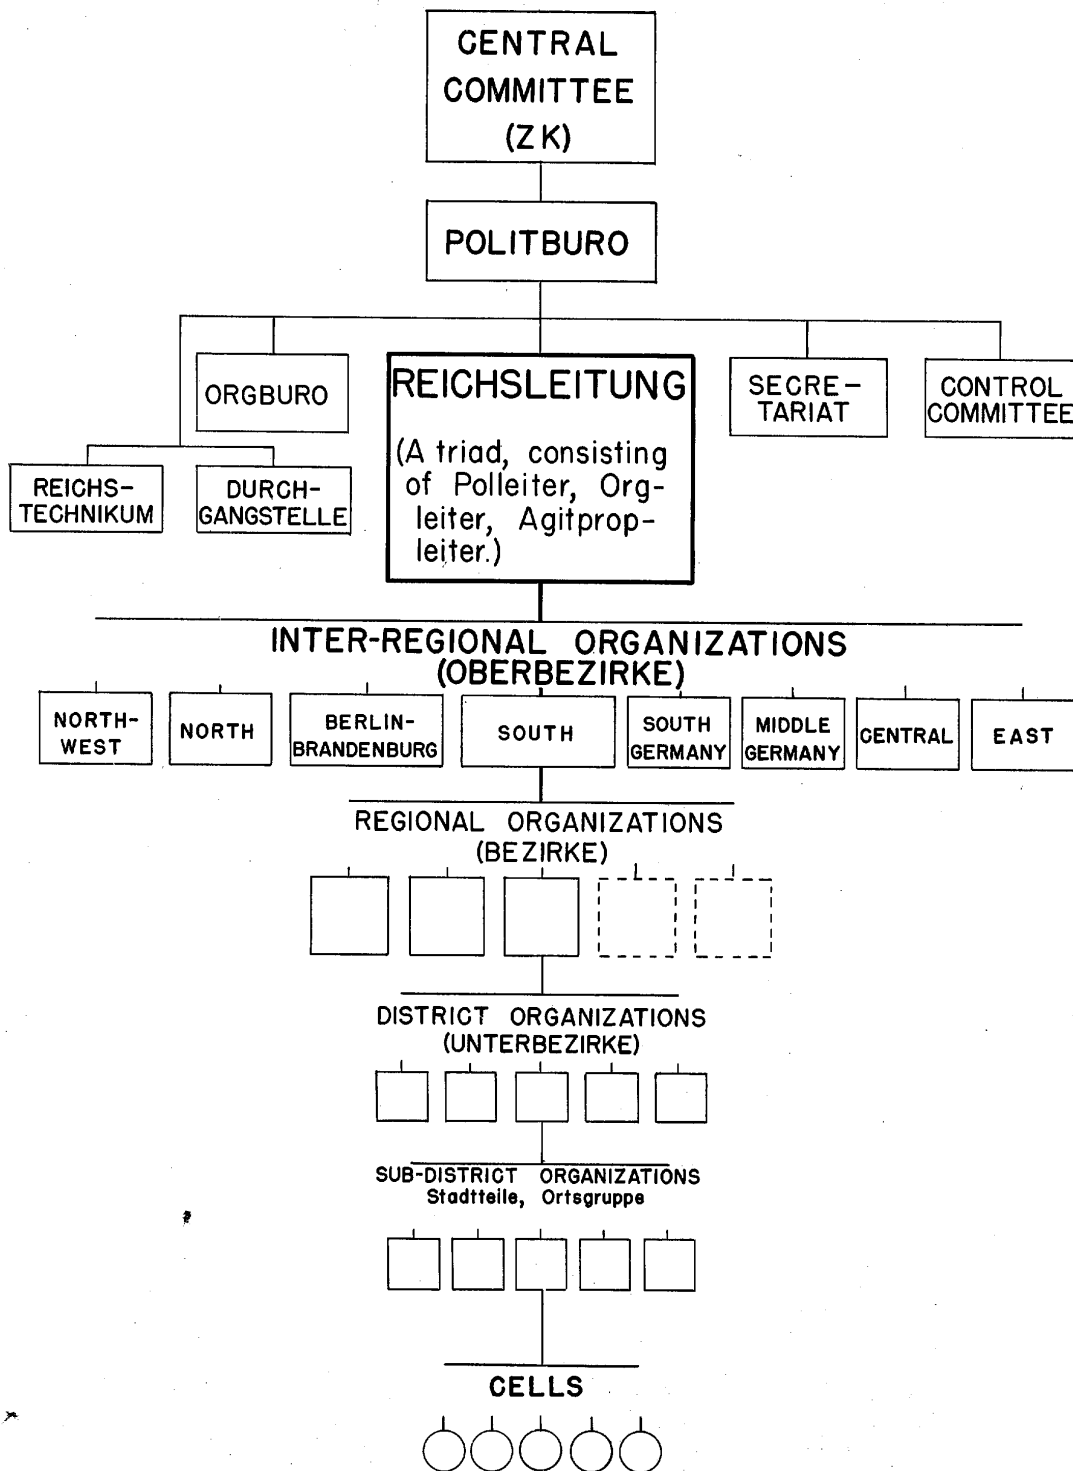 CENTRAL
COMMITTEE
(ZK)
POLITBURO
ORGBURO
REICHSLEITUNG
(A triad, consisting
of Polleiter, Org-
leiter, Agitprop-
leiter.)
SECRE-
TARIAT
CONTROL
COMMITTEE
REICHS-
TECHNIKUM
DURCH-
GANGSTELLE
INTER-REGIONAL ORGANIZATIONS
(OBERBEZIRKE)
NORTH-
WEST
NORTH
BERLIN-
BRANDENBURG
SOUTH
SOUTH
GERMANY
MIDDLE
GERMANY
CENTRAL
EAST
REGIONAL ORGANIZATIONS
(BEZIRKE)
DISTRICT ORGANIZATIONS
(UNTERBEZIRKE)
SUB-DISTRICT ORGANIZATIONS
Stadtteile, Ortsgruppe
CELLS